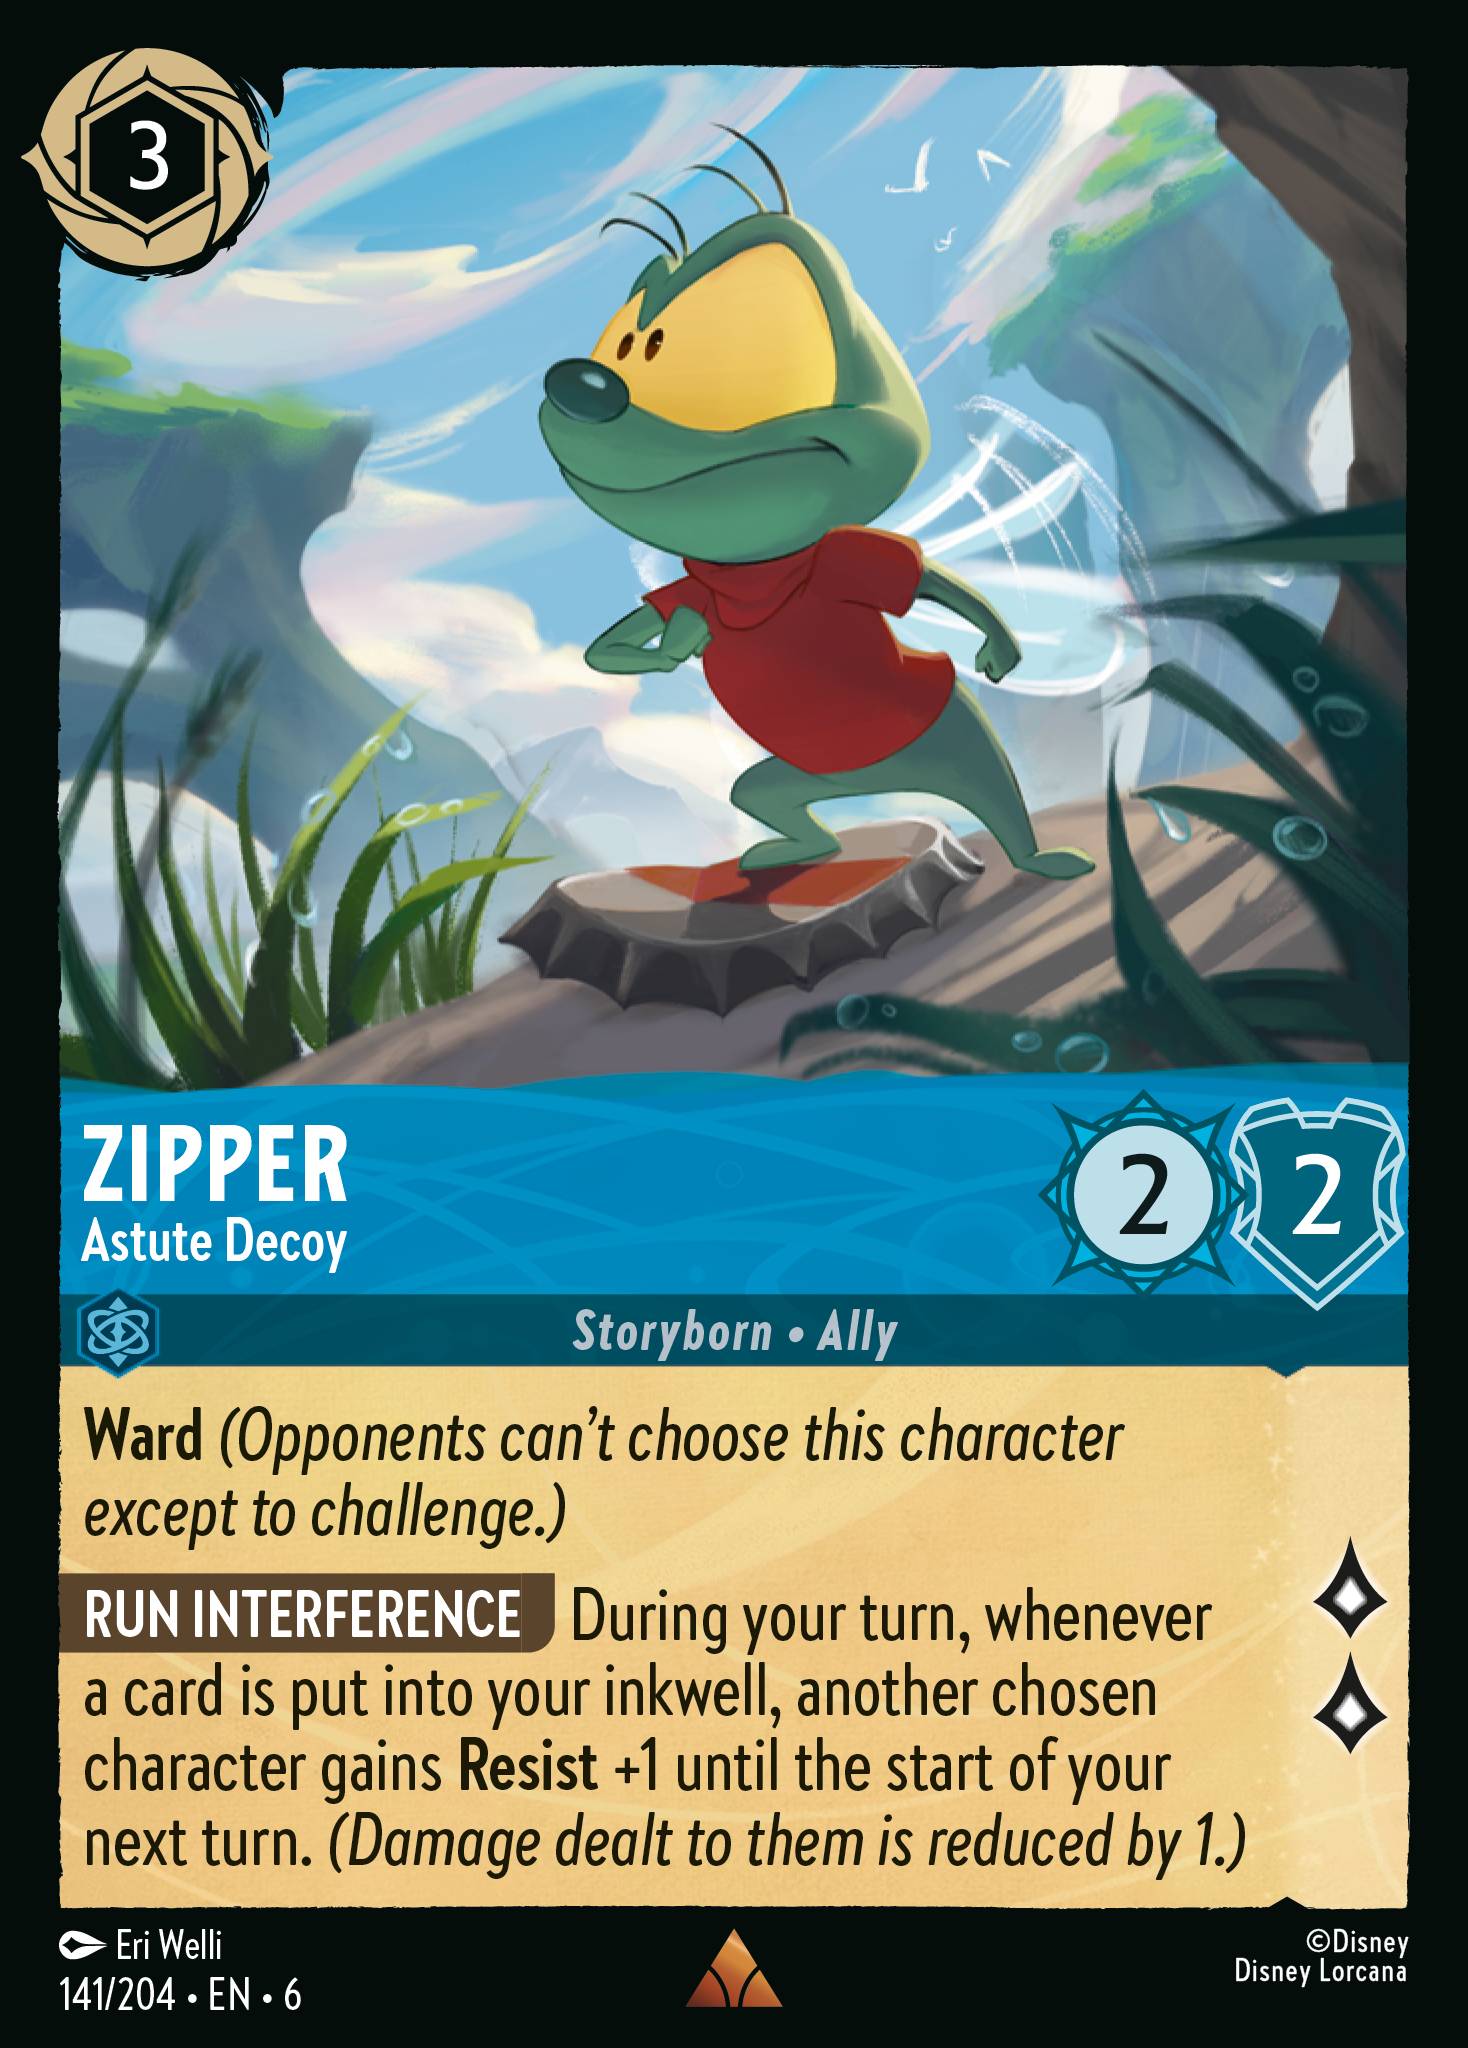 3
ZIPPER
Astute Decoy
2
2
Storyborn • Ally
Ward (Opponents can’t choose this character
except to challenge.)
RUN INTERFERENCE During your turn, whenever
a card is put into your inkwell, another chosen
character gains Resist +1 until the start of your
next turn. (Damage dealt to them is reduced by 1.)
Eri Welli
141/204 • EN • 6
©Disney
Disney Lorcana